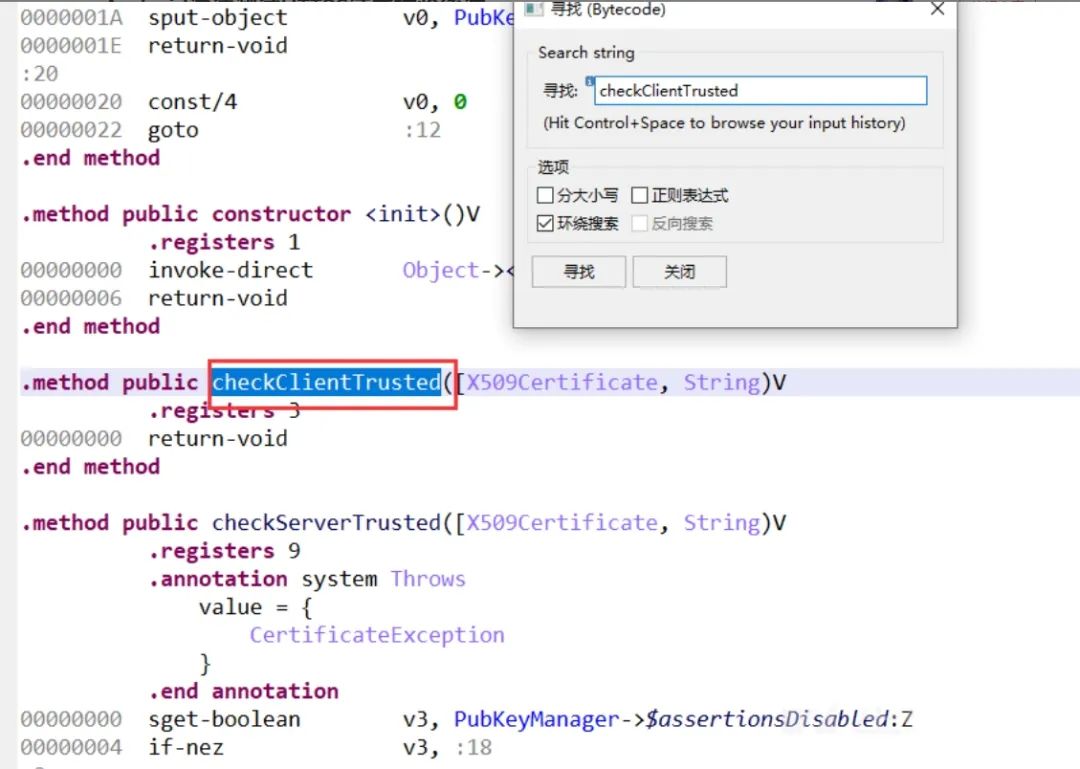 0000001A sput-object v0, PubKe
0000001E return-void
:20
00000020 const/4 v0, 0
00000022 goto :12
.end method
.method public constructor <init>()V
.registers 1
00000000 invoke-direct Object-><
00000006 return-void
.end method
.method public checkClientTrusted([X509Certificate, String)V
.registers 3
00000000 return-void
.end method
.method public checkServerTrusted([X509Certificate, String)V
.registers 9
.annotation system Throws
value = {
CertificateException
}
.end annotation
00000000 sget-boolean v3, PubKeyManager->$assertionsDisabled:Z
00000004 if-nez v3, :18
寻找 (Bytecode)
Search string
寻找: checkClientTrusted
(Hit Control+Space to browse your input history)
选项
分大小写 正则表达式
环绕搜索 反向搜索
寻找 关闭